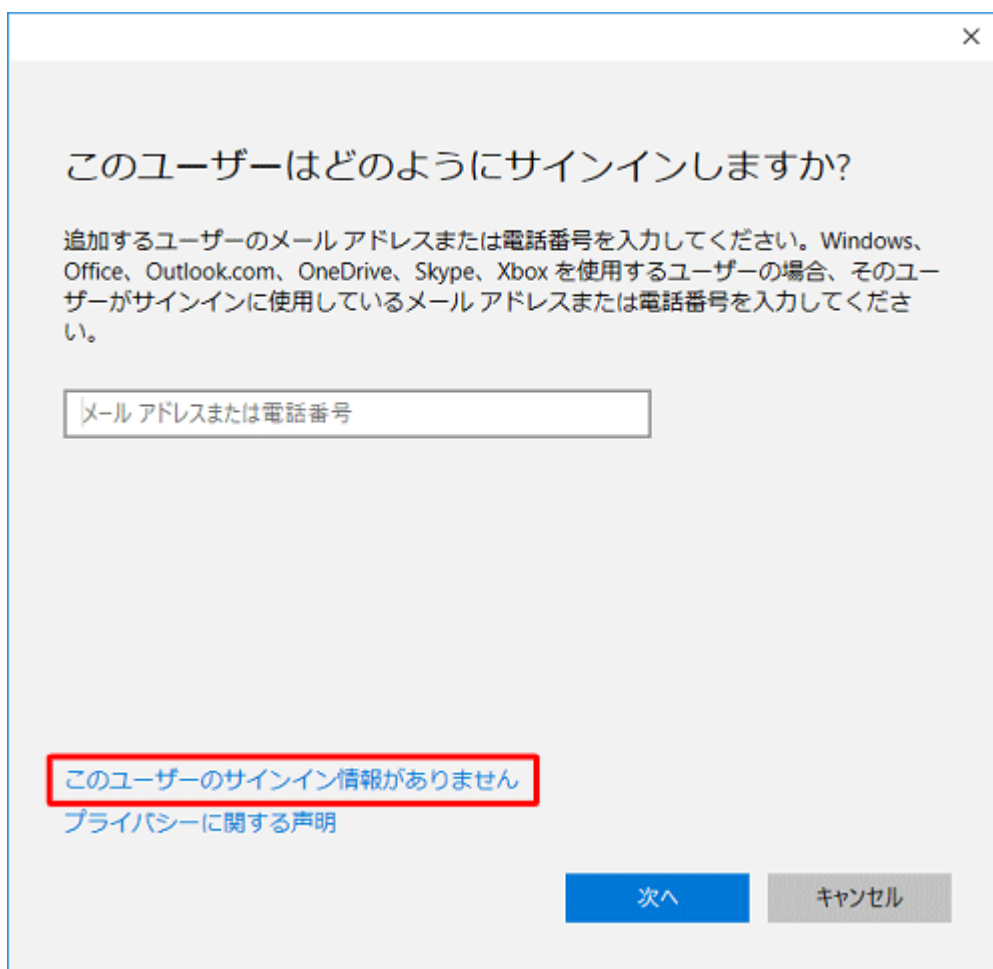 このユーザーはどのようにサインインしますか?
追加するユーザーのメール アドレスまたは電話番号を入力してください。Windows、
Office、Outlook.com、OneDrive、Skype、Xbox を使用するユーザーの場合、そのユー
ザーがサインインに使用しているメール アドレスまたは電話番号を入力してくださ
い。
メール アドレスまたは電話番号
このユーザーのサインイン情報がありません
プライバシーに関する声明
次へ
キャンセル